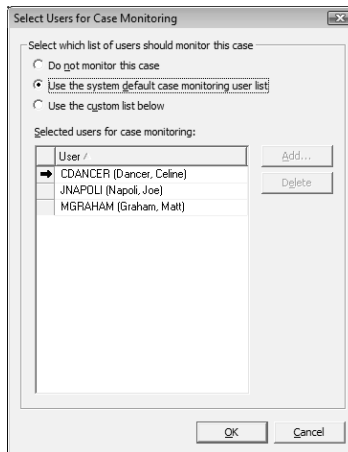 Select Users for Case Monitoring
Select which list of users should monitor this case
Do not monitor this case
Use the system default case monitoring user list
Use the custom list below
Selected users for case monitoring:
User
Add...
CDANCER (Dancer, Celine)
Delete
JNAPOLI (Napoli, Joe)
MGRAHAM (Graham, Matt)
OK
Cancel